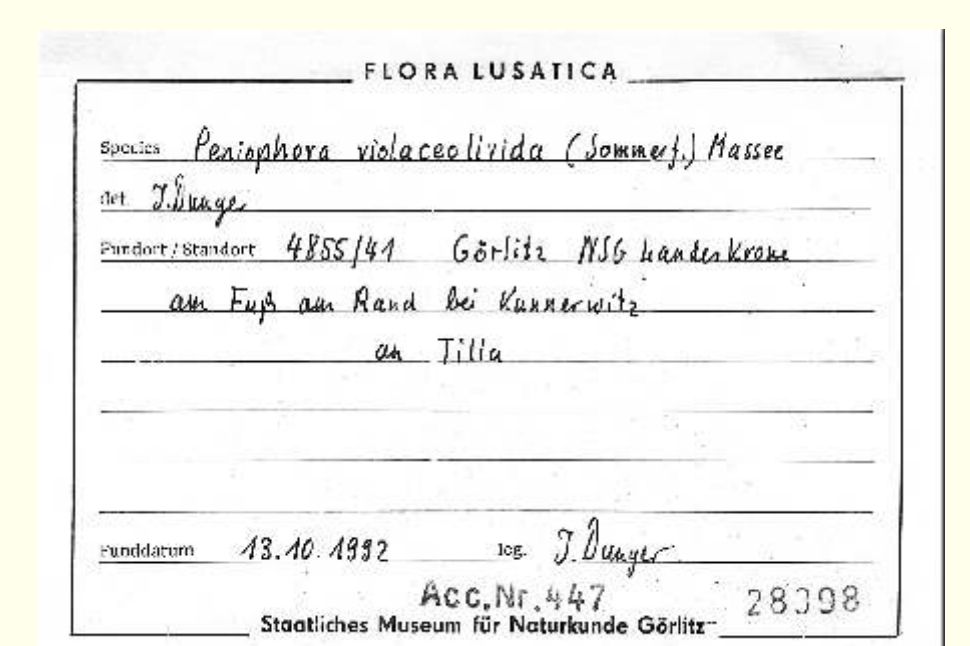 FLORA LUSATICA
Species Peniophora violaceolivida (Sommerf.) Massee
det. I. Dunger
Fundort / Standort 4855/41 Görlitz NSG Landeskrone
am Fuß am Rand bei Kunnerwitz
an Tilia
Funddatum 13.10.1992 leg. I. Dunger
Acc.Nr.447
Staatliches Museum für Naturkunde Görlitz